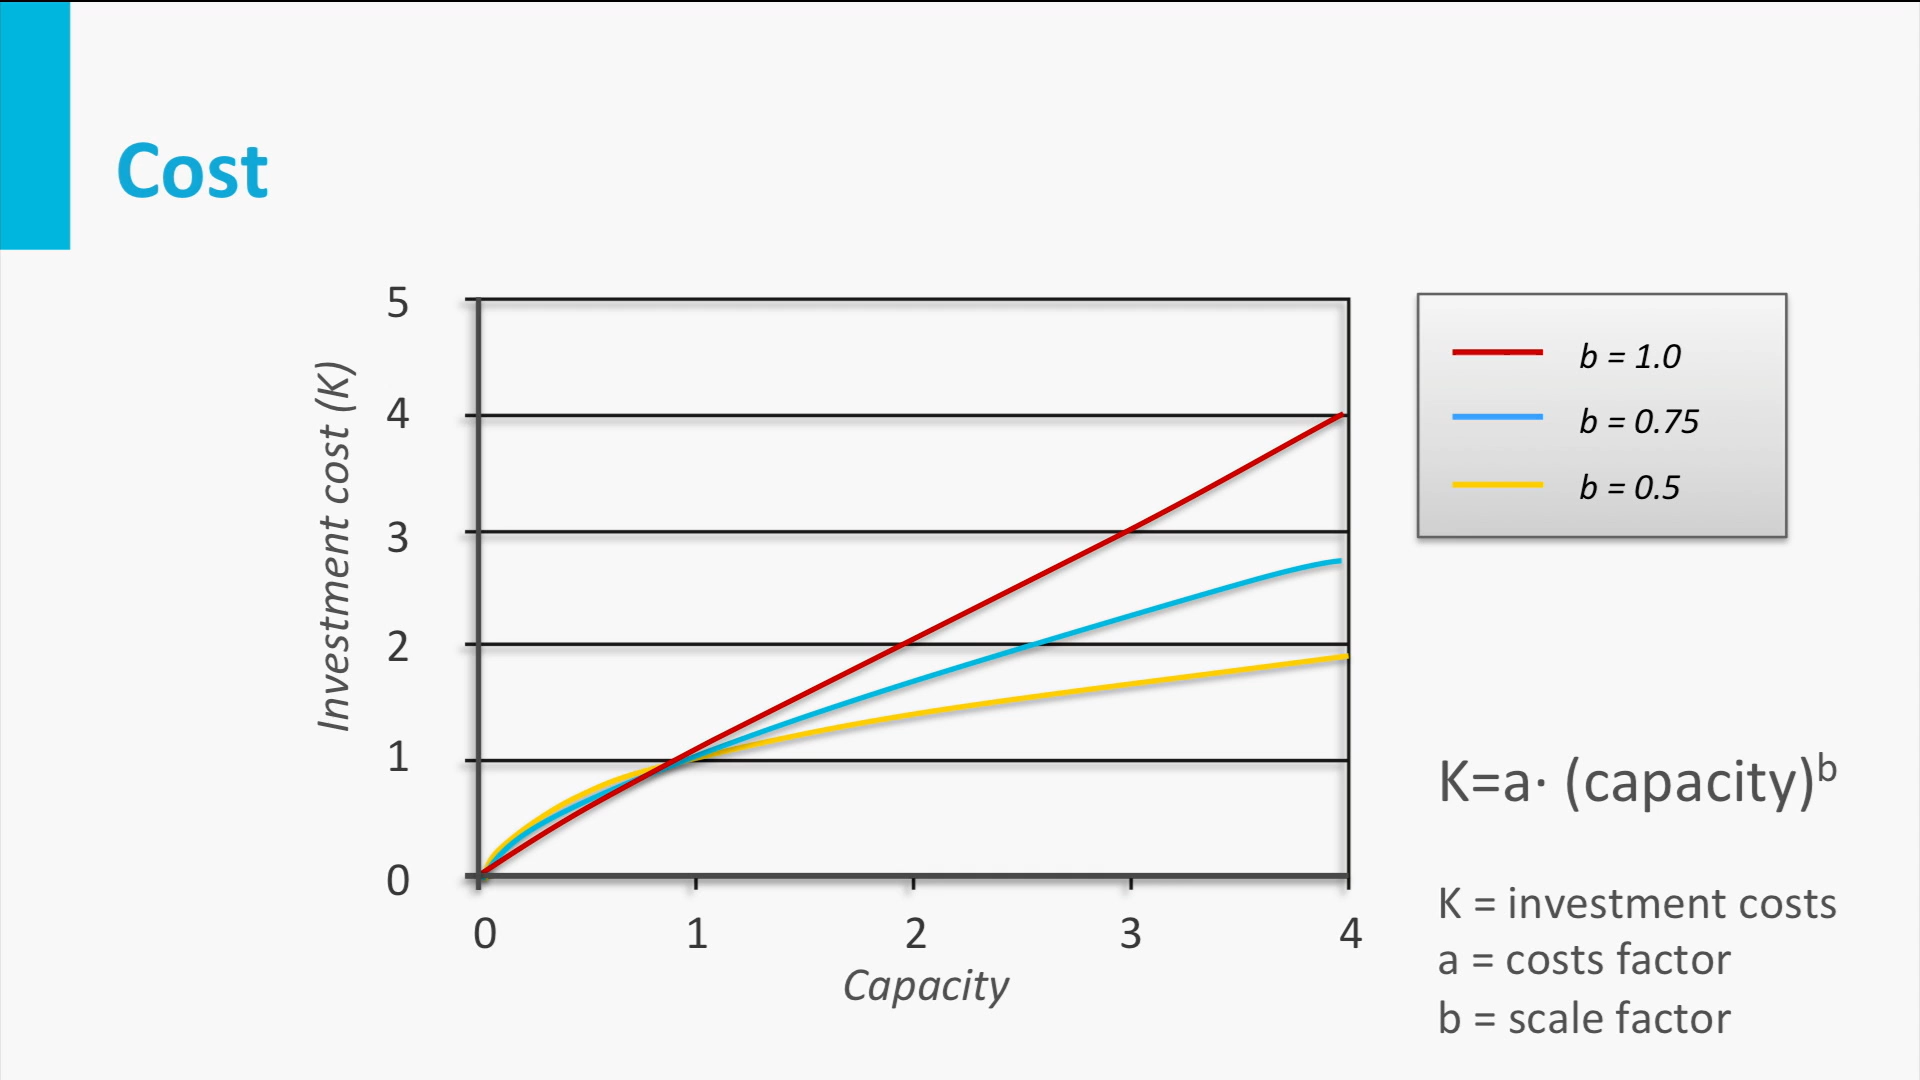 Cost
5
4
3
2
1
0
Investment cost (K)
0 1 2 3 4
Capacity
b = 1.0
b = 0.75
b = 0.5
K=a· (capacity)ᵇ
K = investment costs
a = costs factor
b = scale factor